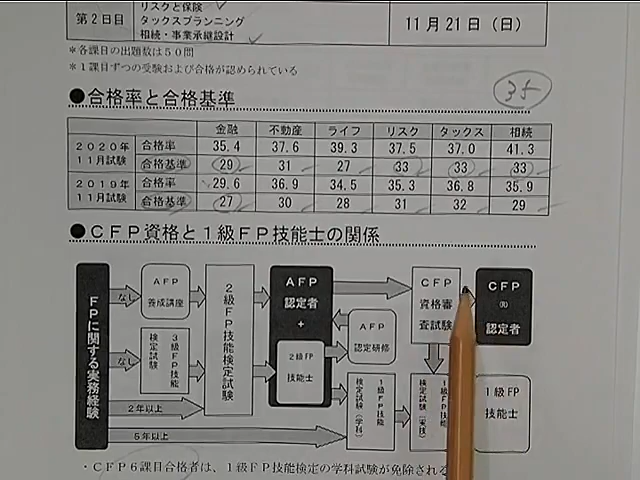 リスクと保険
第2日目
タックスプランニング
11月21日（日）
相続・事業承継設計
＊各課目の出題数は５０問
＊１課目ずつの受験および合格が認められている
●合格率と合格基準
35
金融 不動産 ライフ リスク タックス 相続
２０２０年１１月試験 合格率 35.4 37.6 39.3 37.5 37.0 41.3
合格基準 29 31 27 33 33 33
２０１９年１１月試験 合格率 29.6 36.9 34.5 35.3 36.8 35.9
合格基準 27 30 28 31 32 29
●ＣＦＰ資格と１級ＦＰ技能士の関係
ＦＰに関する実務経験
なし
ＡＦＰ
養成講座
なし
３級ＦＰ技能
検定試験
２年以上
５年以上
２級ＦＰ技能検定試験
ＡＦＰ
認定者
＋
２級FP
技能士
ＡＦＰ
認定研修
１級ＦＰ技能
検定試験（学科）
ＣＦＰ
資格審
査試験
１級ＦＰ技能
検定試験（実技）
ＣＦＰ
®
認定者
１級FP
技能士
・ＣＦＰ６課目合格者は、１級ＦＰ技能検定の学科試験が免除される